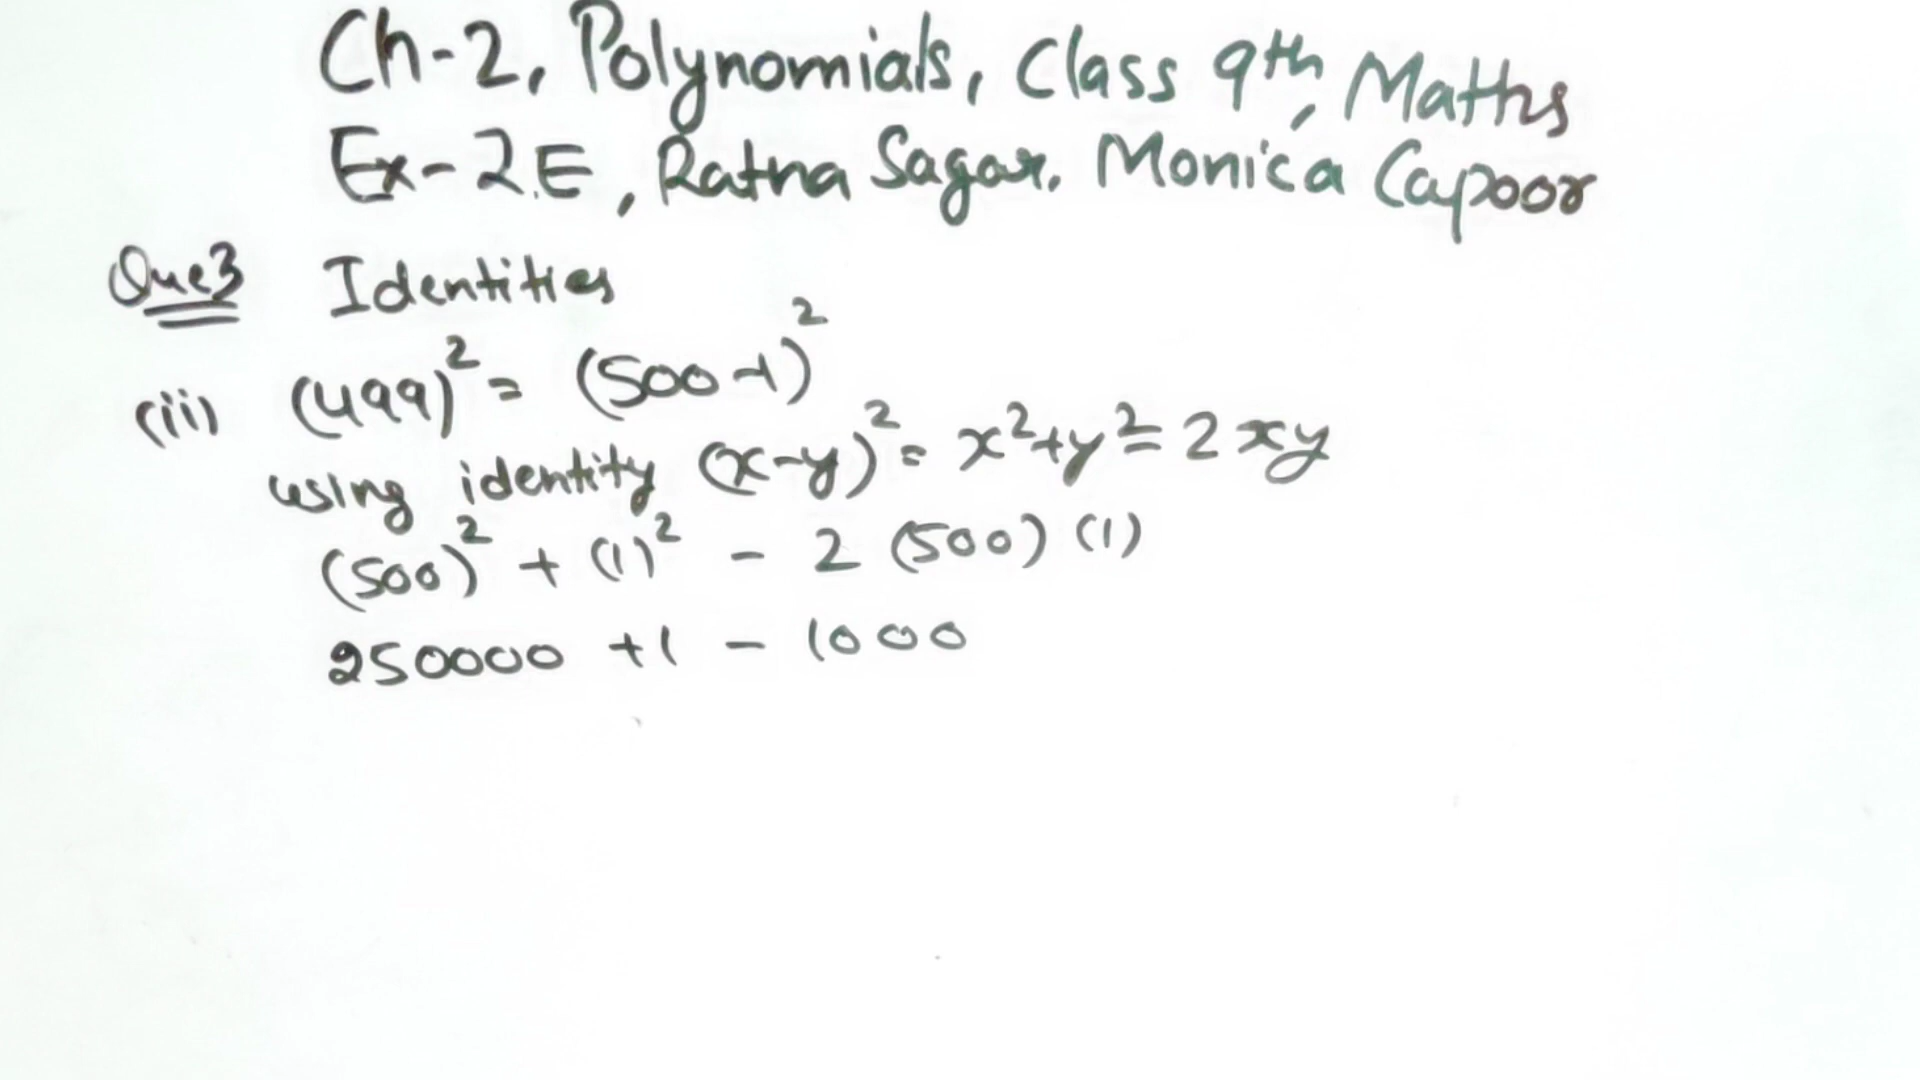 Ch-2, Polynomials, Class 9th, Maths
Ex-2E, Ratna Sagar, Monica Capoor
Que3 Identities
(ii) (499)² = (500-1)²
using identity (x-y)² = x²+y²=2xy
(500)² + (1)² - 2 (500) (1)
250000 +1 - 1000